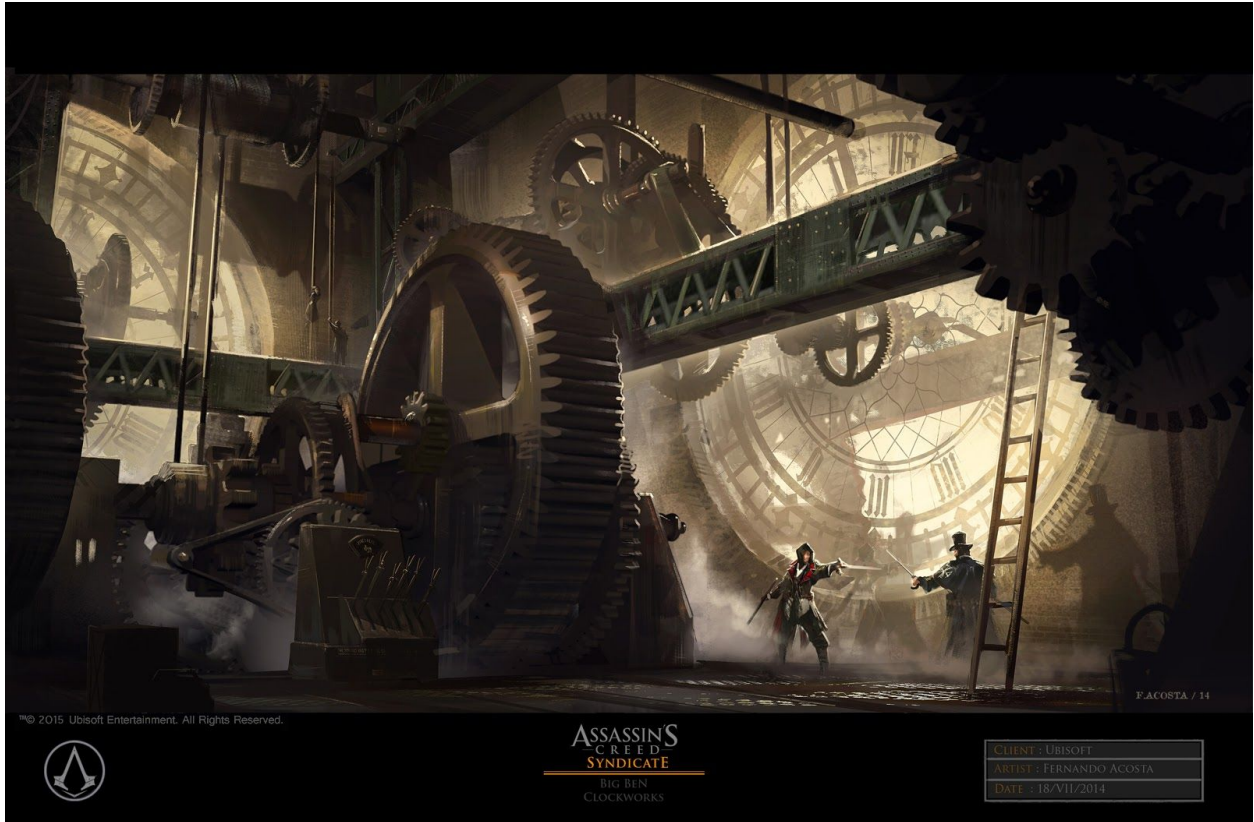 F.ACOSTA / 14
™© 2015 Ubisoft Entertainment. All Rights Reserved.
ASSASSIN'S
CREED
SYNDICATE
BIG BEN
CLOCKWORKS
CLIENT : UBISOFT
ARTIST : FERNANDO ACOSTA
DATE : 18/VII/2014